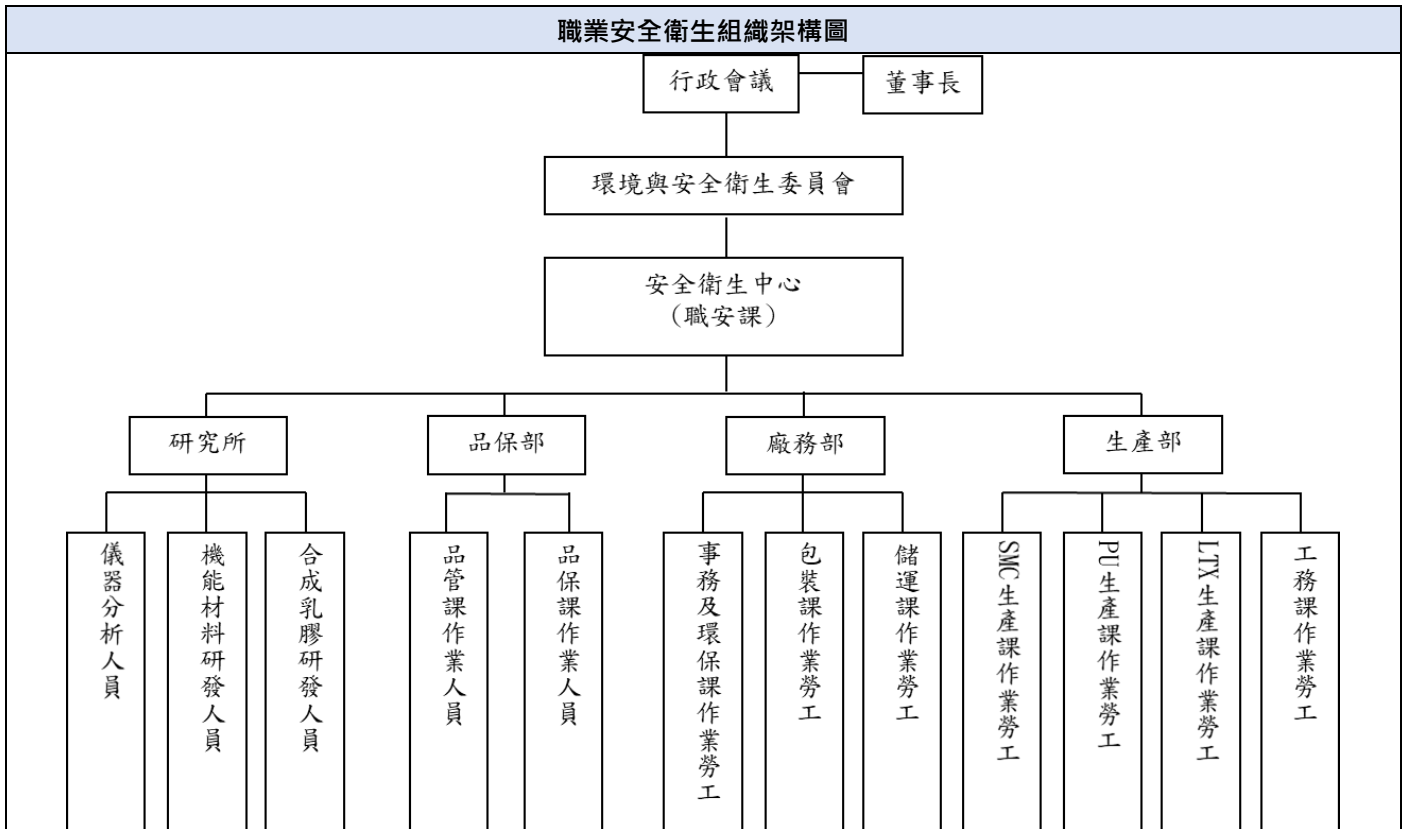 職業安全衛生組織架構圖
行政會議
董事長
環境與安全衛生委員會
安全衛生中心
(職安課)
研究所
品保部
廠務部
生產部
儀器分析人員
機能材料研發人員
合成乳膠研發人員
品管課作業人員
品保課作業人員
事務及環保課作業勞工
包裝課作業勞工
儲運課作業勞工
SMC生產課作業勞工
PU生產課作業勞工
LTX生產課作業勞工
工務課作業勞工